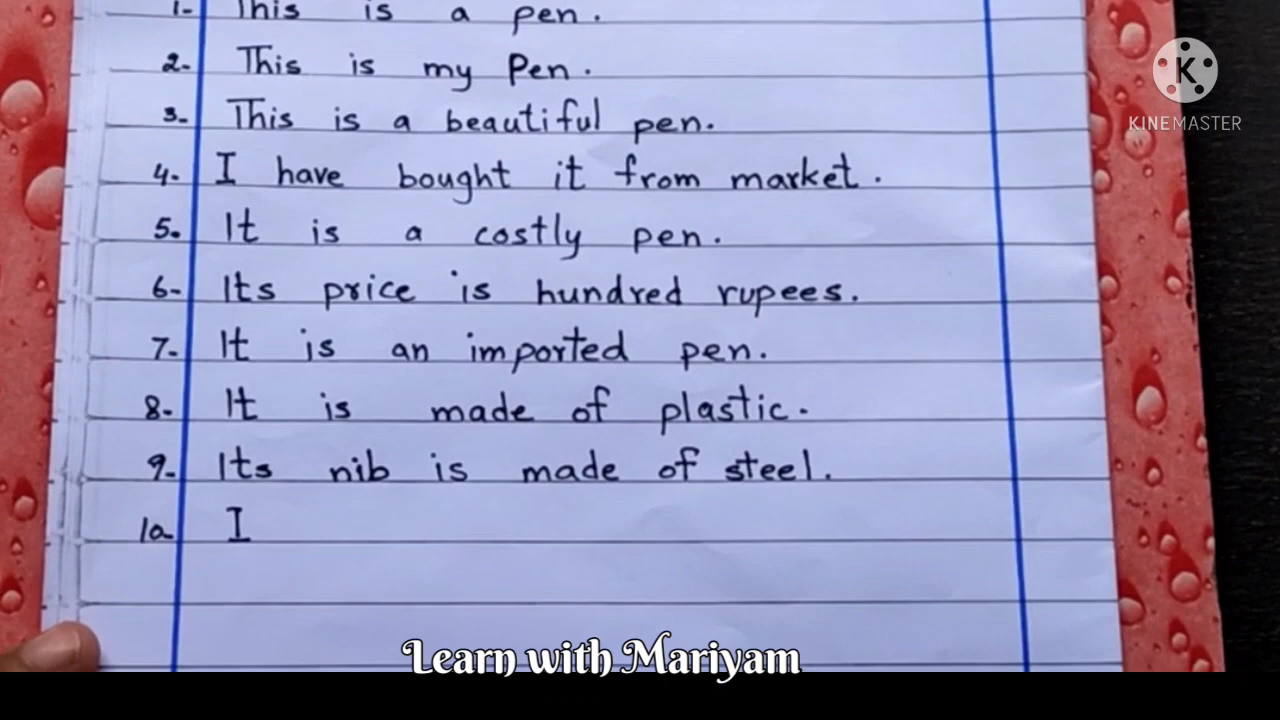 1- This is a pen.
2- This is my Pen.
3- This is a beautiful pen.
4- I have bought it from market.
5. It is a costly pen.
6- Its price is hundred rupees.
7- It is an imported pen.
8- It is made of plastic.
9- Its nib is made of steel.
10- I
K
KINEMASTER
Learn with Mariyam